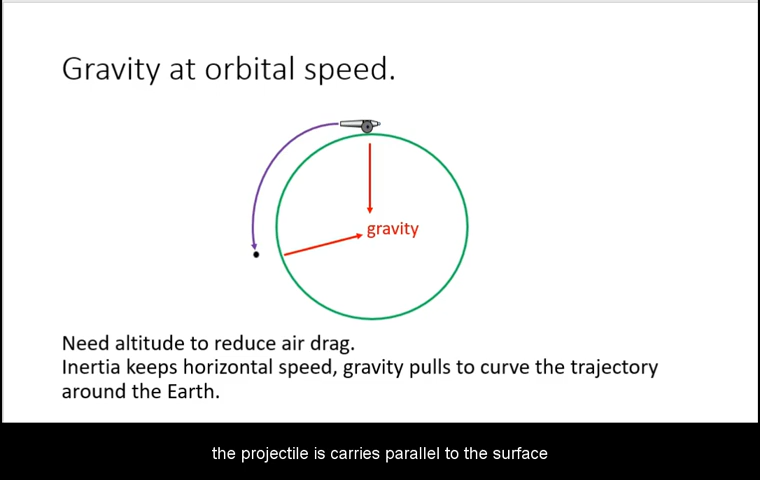 Gravity at orbital speed.
gravity
Need altitude to reduce air drag.
Inertia keeps horizontal speed, gravity pulls to curve the trajectory
around the Earth.
the projectile is carries parallel to the surface